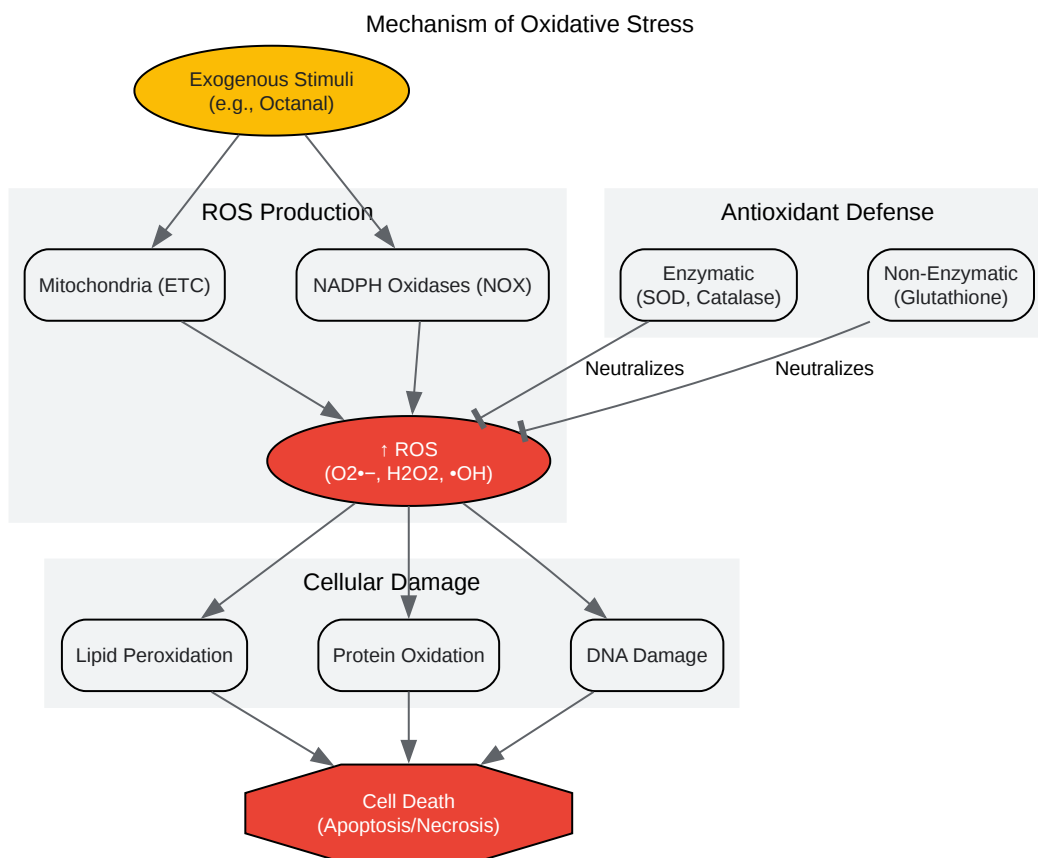 Mechanism of Oxidative Stress
Exogenous Stimuli
(e.g., Octanal)
ROS Production
Antioxidant Defense
Mitochondria (ETC)
NADPH Oxidases (NOX)
Enzymatic
(SOD, Catalase)
Non-Enzymatic
(Glutathione)
Neutralizes
Neutralizes
↑ ROS
(O2•−, H2O2, •OH)
Cellular Damage
Lipid Peroxidation
Protein Oxidation
DNA Damage
Cell Death
(Apoptosis/Necrosis)